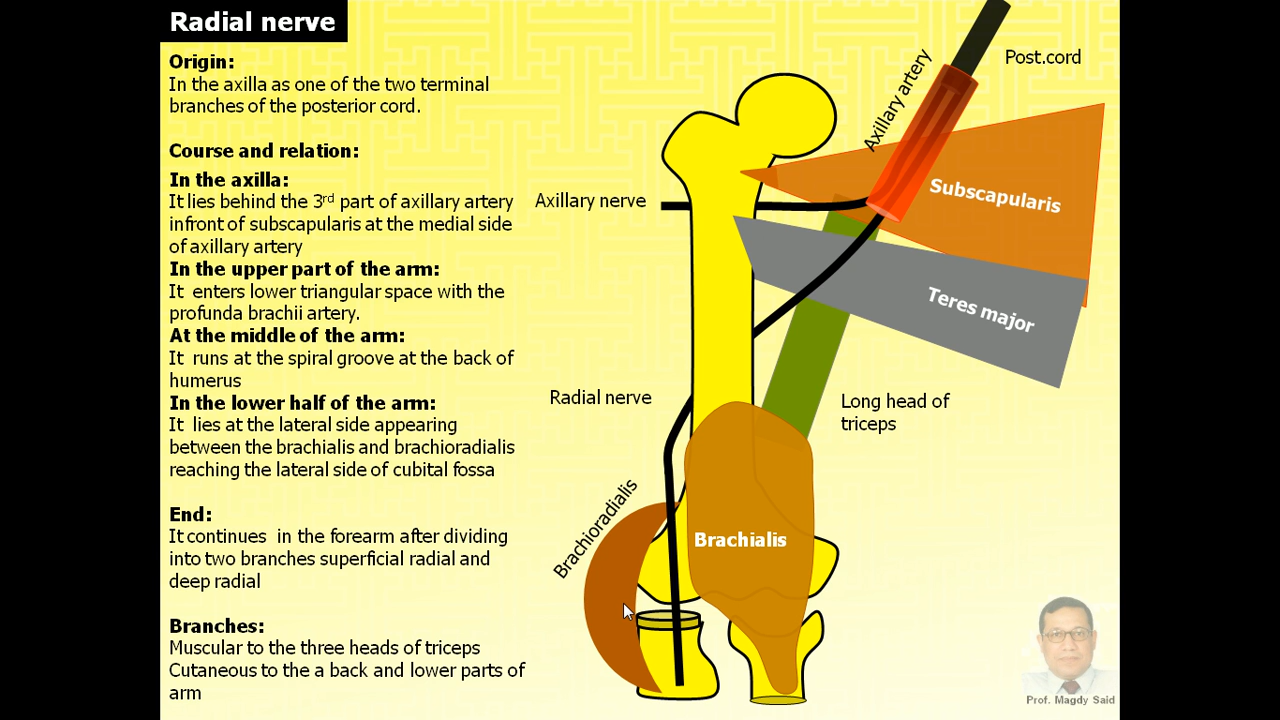 Radial nerve
Origin:
In the axilla as one of the two terminal
branches of the posterior cord.
Course and relation:
In the axilla:
It lies behind the 3rd part of axillary artery
infront of subscapularis at the medial side
of axillary artery
In the upper part of the arm:
It enters lower triangular space with the
profunda brachii artery.
At the middle of the arm:
It runs at the spiral groove at the back of
humerus
In the lower half of the arm:
It lies at the lateral side appearing
between the brachialis and brachioradialis
reaching the lateral side of cubital fossa
End:
It continues in the forearm after dividing
into two branches superficial radial and
deep radial
Branches:
Muscular to the three heads of triceps
Cutaneous to the a back and lower parts of
arm
Post.cord
Axillary artery
Subscapularis
Axillary nerve
Teres major
Radial nerve
Long head of
triceps
Brachioradialis
Brachialis
Prof. Magdy Said